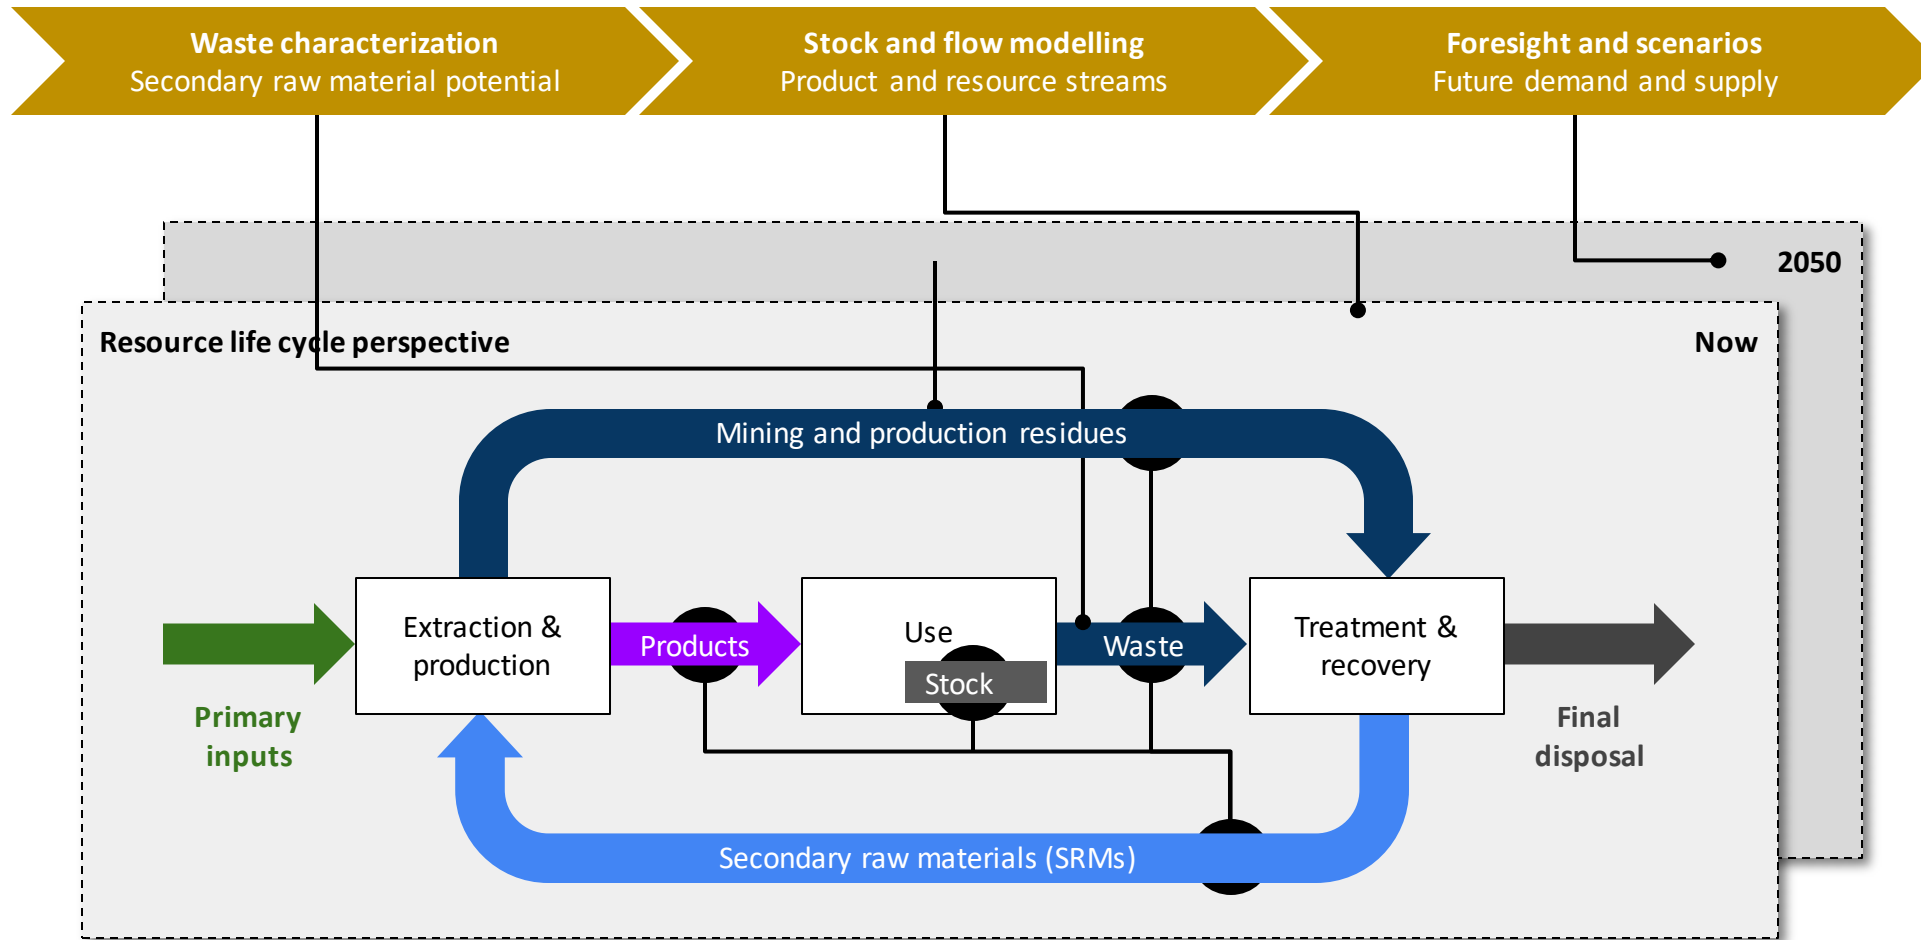 Waste characterization
Secondary raw material potential
Stock and flow modelling
Product and resource streams
Foresight and scenarios
Future demand and supply
2050
Resource life cycle perspective
Now
Mining and production residues
Extraction &
production
Products
Use
Stock
Waste
Treatment &
recovery
Primary
inputs
Final
disposal
Secondary raw materials (SRMs)